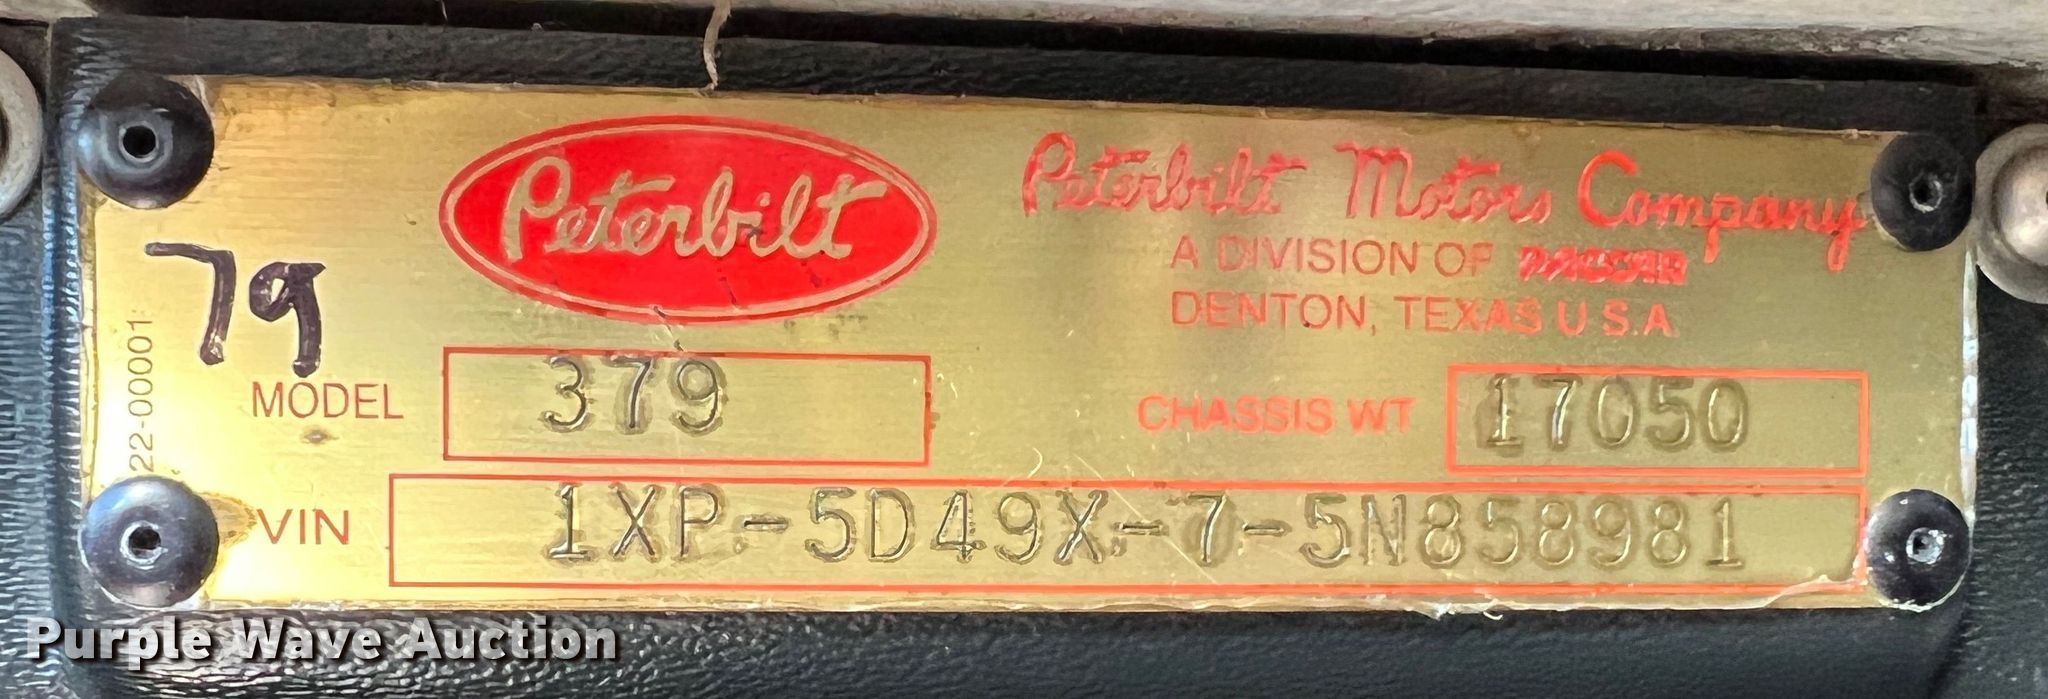 Peterbilt
Peterbilt Motors Company
A DIVISION OF PACCAR
DENTON, TEXAS U.S.A.
79
22-00001
MODEL 379
CHASSIS WT 17050
VIN 1XP-5D49X-7-5N858981
Purple Wave Auction